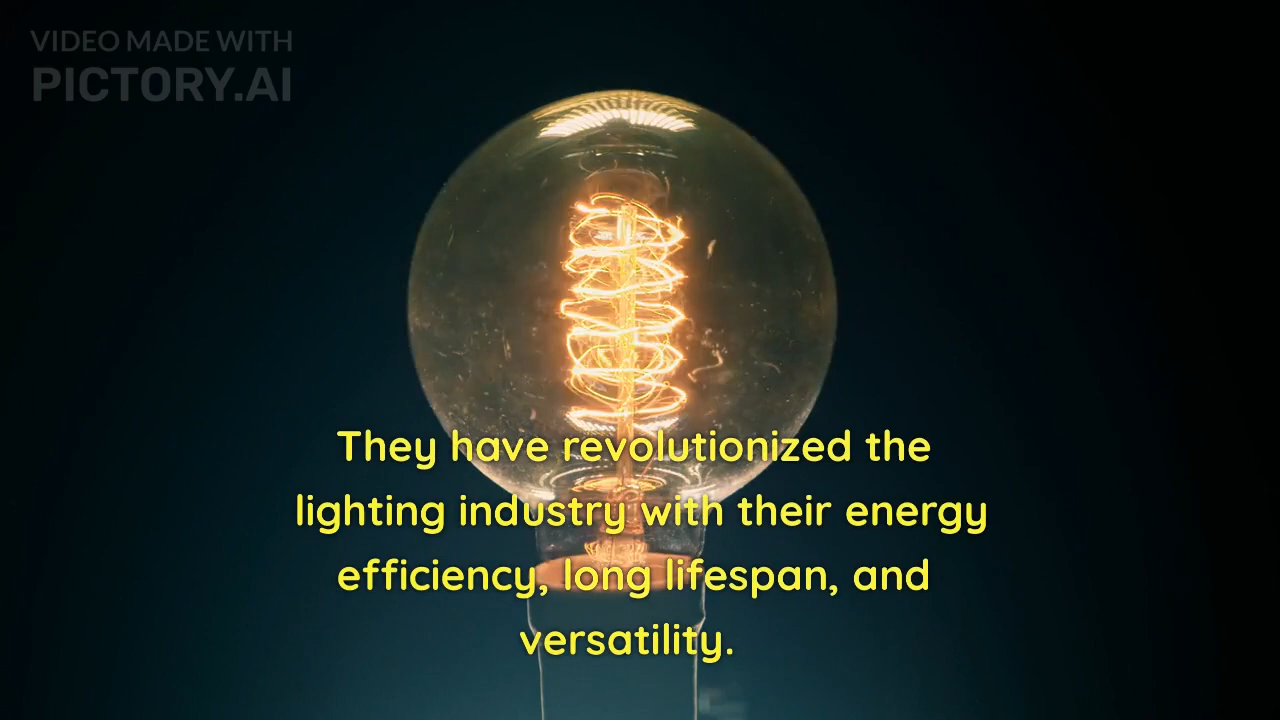 VIDEO MADE WITH
PICTORY.AI
They have revolutionized the
lighting industry with their energy
efficiency, long lifespan, and
versatility.